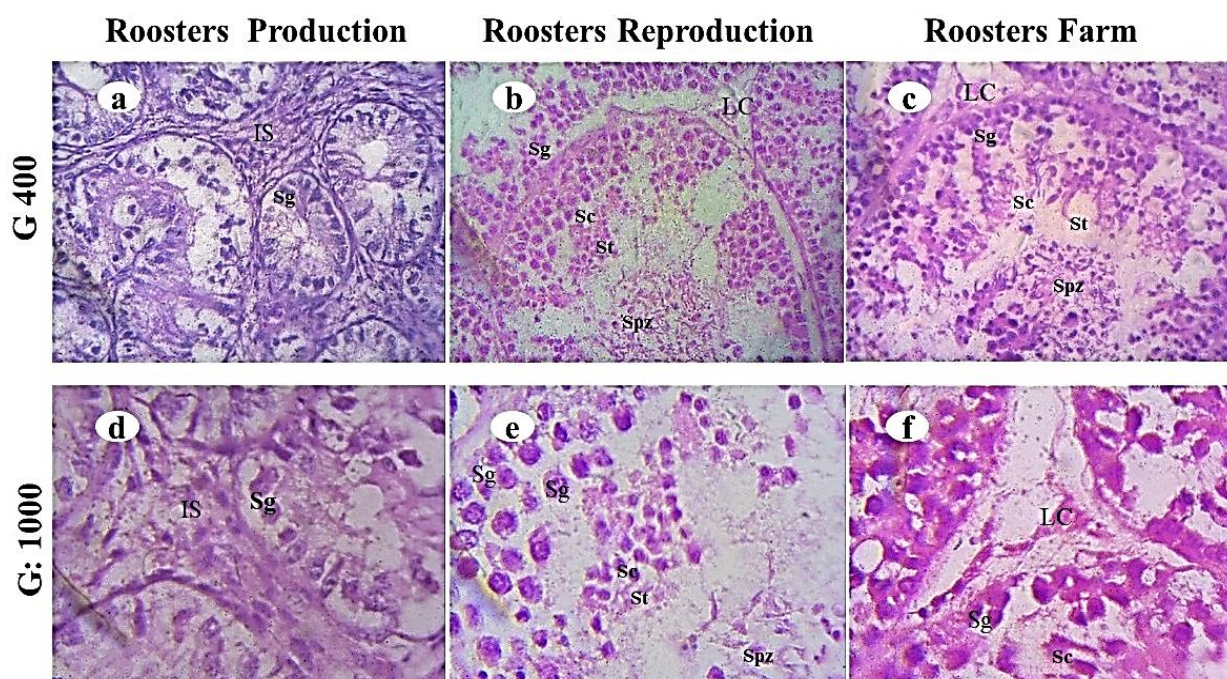 Roosters Production Roosters Reproduction Roosters Farm
G 400
a
IS
Sg
b
LC
Sg
Sc
St
Spz
c
LC
Sg
Sc
St
Spz
G: 1000
d
IS
Sg
e
Sg
Sg
Sc
St
Spz
f
LC
Sg
Sc